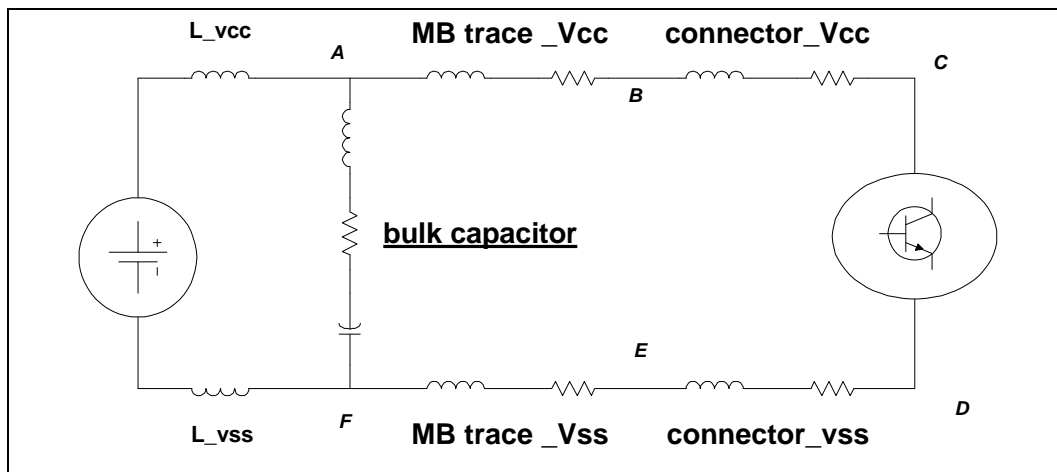 L_vcc
MB trace _Vcc
connector_Vcc
A
B
C
+
–
bulk capacitor
E
F
D
L_vss
MB trace _Vss
connector_vss